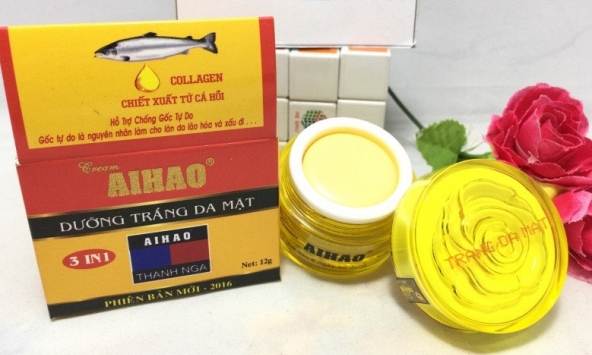 COLLAGEN
CHIẾT XUẤT TỪ CÁ HỒI
Hỗ Trợ Chống Gốc Tự Do
Gốc tự do là nguyên nhân làm cho làn da lão hóa và xấu đi...
Cream
AIHAO®
DƯỠNG TRẮNG DA MẶT
3 IN 1
AIHAO
THANH NGA
Net: 12g
PHIÊN BẢN MỚI - 2016
AIHAO
TRẮNG DA MẶT